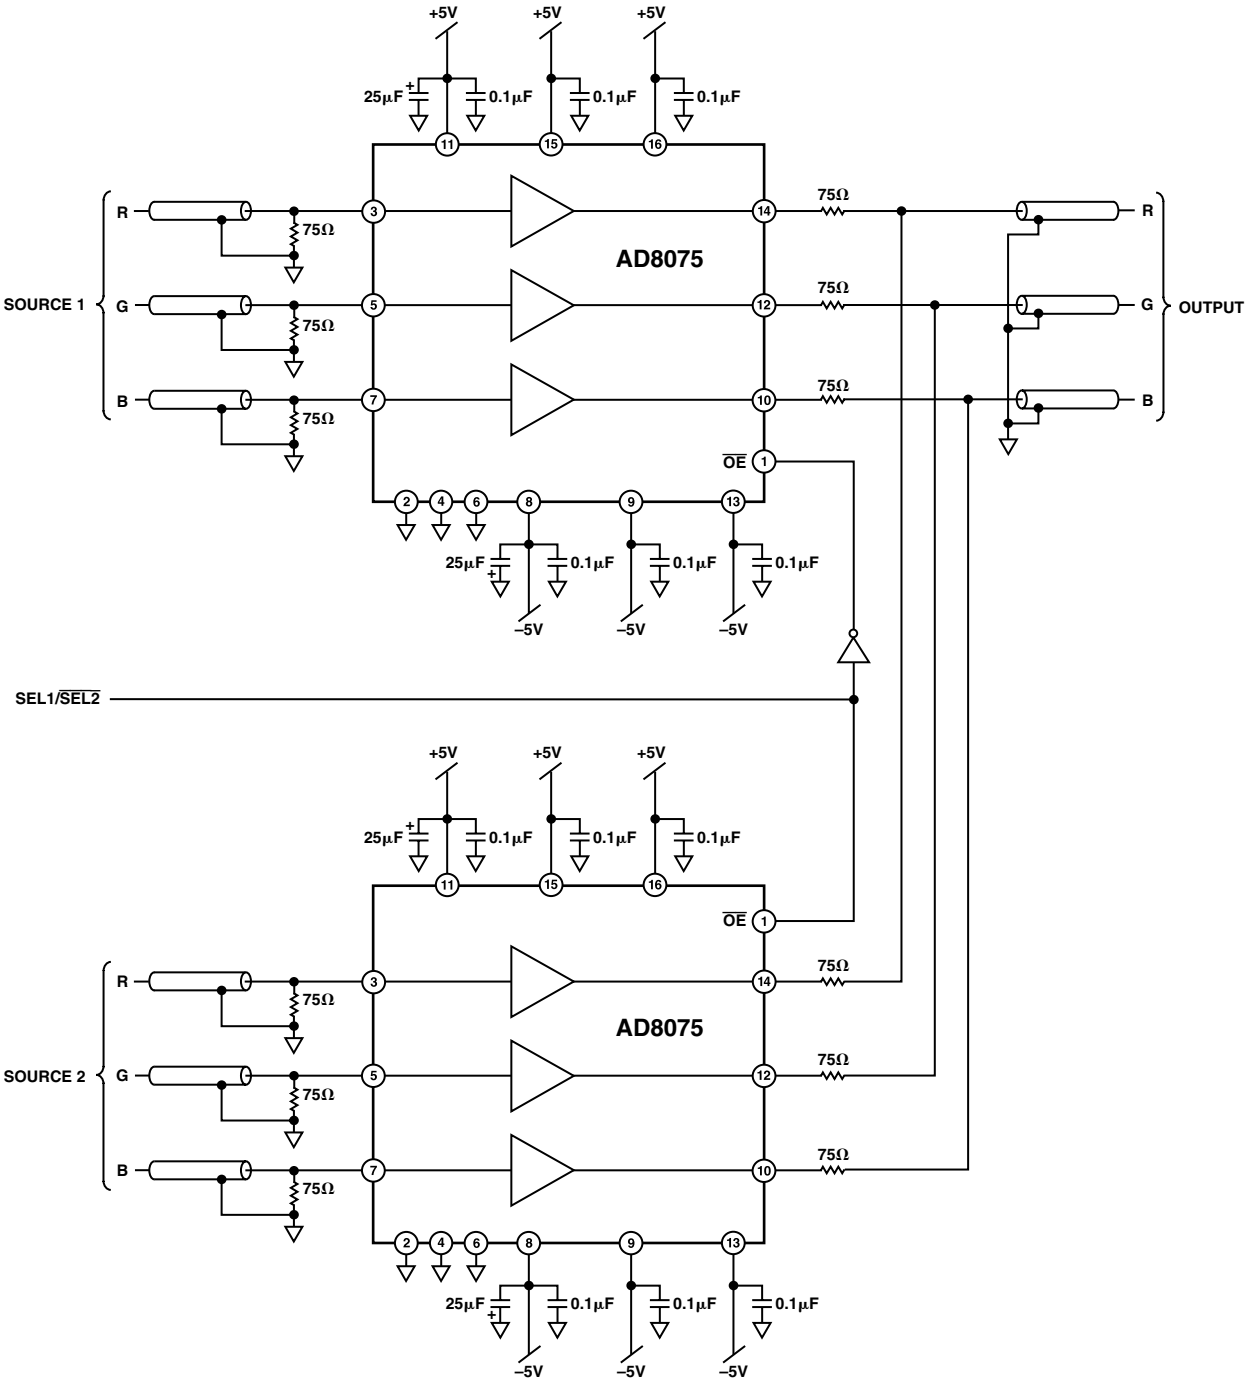 +5V +5V +5V
25μF + 0.1μF 0.1μF 0.1μF
11 15 16
R 75Ω 3 14 75Ω R
AD8075
SOURCE 1 G 75Ω 5 12 75Ω G OUTPUT
B 75Ω 7 10 75Ω B
OE 1
2 4 6 8 9 13
25μF + 0.1μF 0.1μF 0.1μF
–5V –5V –5V
SEL1/SEL2
+5V +5V +5V
25μF + 0.1μF 0.1μF 0.1μF
11 15 16
OE 1
R 75Ω 3 14 75Ω
AD8075
SOURCE 2 G 75Ω 5 12 75Ω
B 75Ω 7 10 75Ω
2 4 6 8 9 13
25μF + 0.1μF 0.1μF 0.1μF
–5V –5V –5V